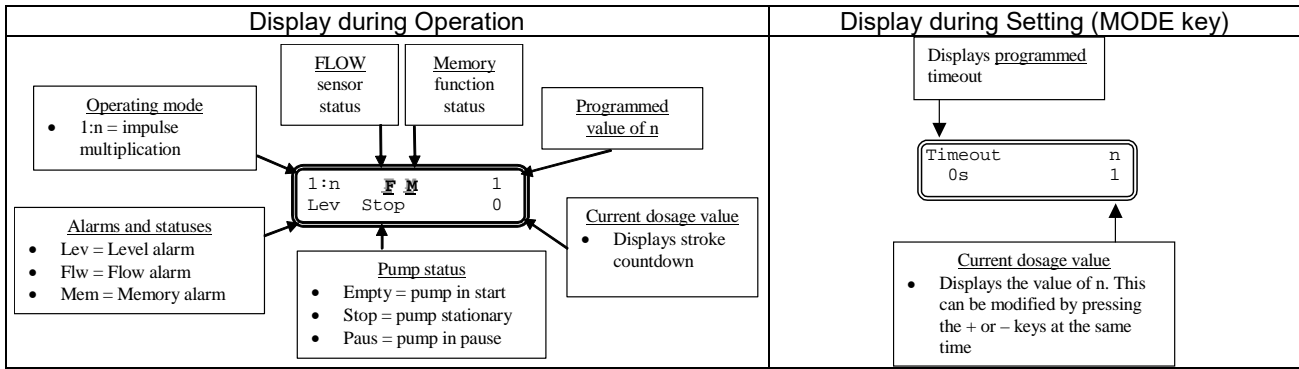 Display during Operation
Display during Setting (MODE key)
FLOW
sensor
status
Memory
function
status
Operating mode
• 1:n = impulse
multiplication
Programmed
value of n
1:n F M 1
Lev Stop 0
Alarms and statuses
• Lev = Level alarm
• Flw = Flow alarm
• Mem = Memory alarm
Pump status
• Empty = pump in start
• Stop = pump stationary
• Paus = pump in pause
Current dosage value
• Displays stroke
countdown
Displays programmed
timeout
Timeout n
0s 1
Current dosage value
• Displays the value of n. This
can be modified by pressing
the + or – keys at the same
time